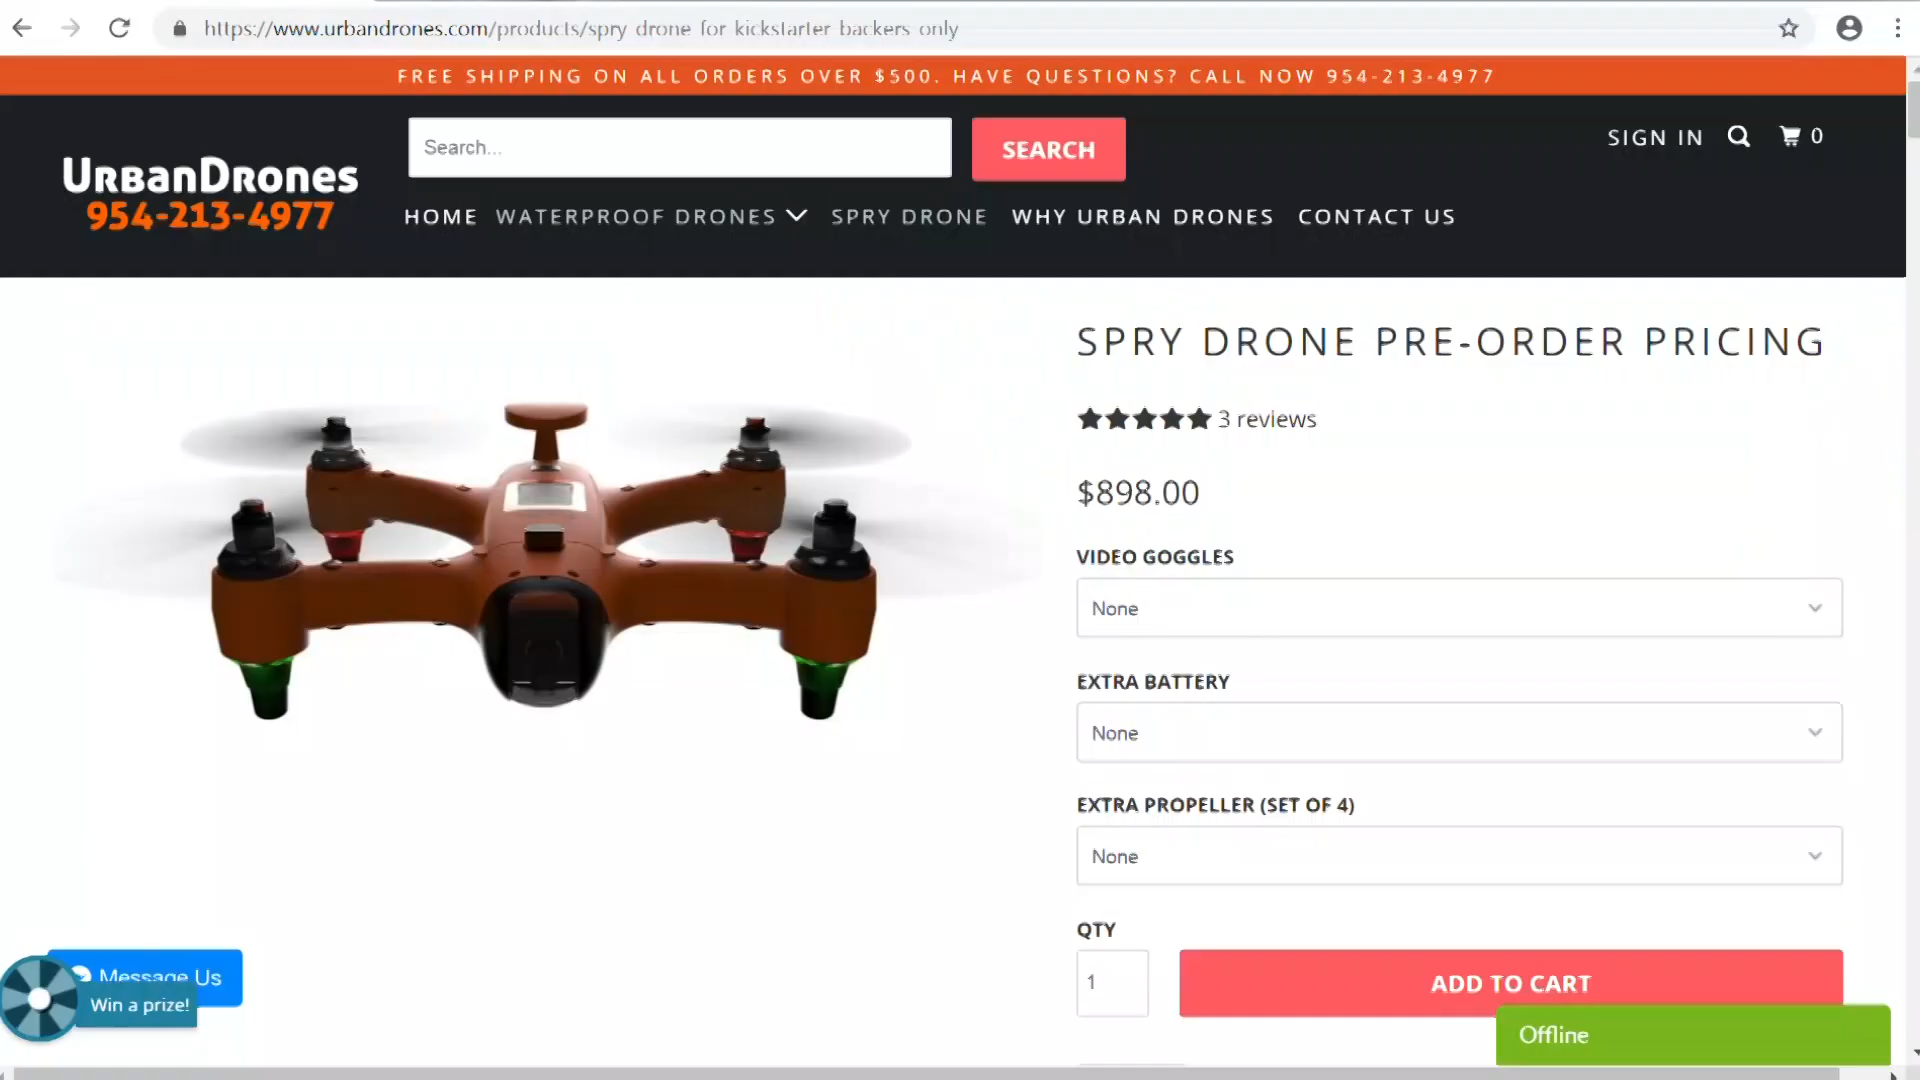 https://www.urbandrones.com/products/spry drone for kickstarter backers only
FREE SHIPPING ON ALL ORDERS OVER $500. HAVE QUESTIONS? CALL NOW 954-213-4977
Search...
SEARCH
SIGN IN
0
URBANDRONES
954-213-4977
HOME
WATERPROOF DRONES
SPRY DRONE
WHY URBAN DRONES
CONTACT US
SPRY DRONE PRE-ORDER PRICING
3 reviews
$898.00
VIDEO GOGGLES
None
EXTRA BATTERY
None
EXTRA PROPELLER (SET OF 4)
None
QTY
1
ADD TO CART
Message Us
Win a prize!
Offline